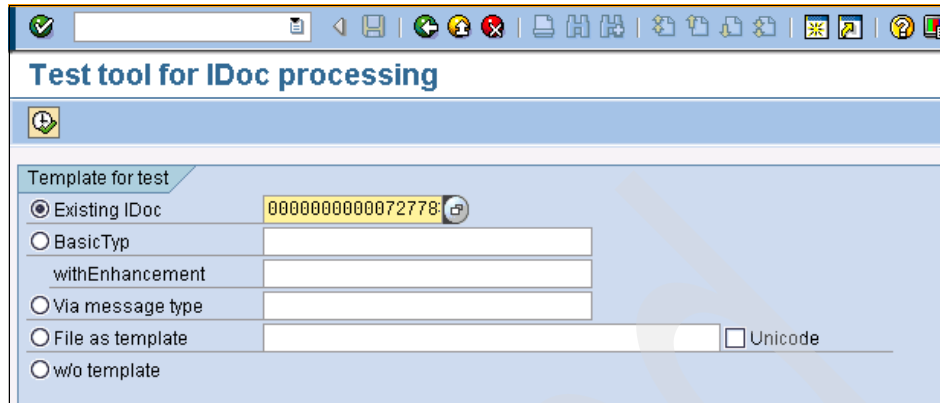 Test tool for IDoc processing
Template for test
Existing IDoc 0000000000072778
BasicTyp
withEnhancement
Via message type
File as template Unicode
w/o template